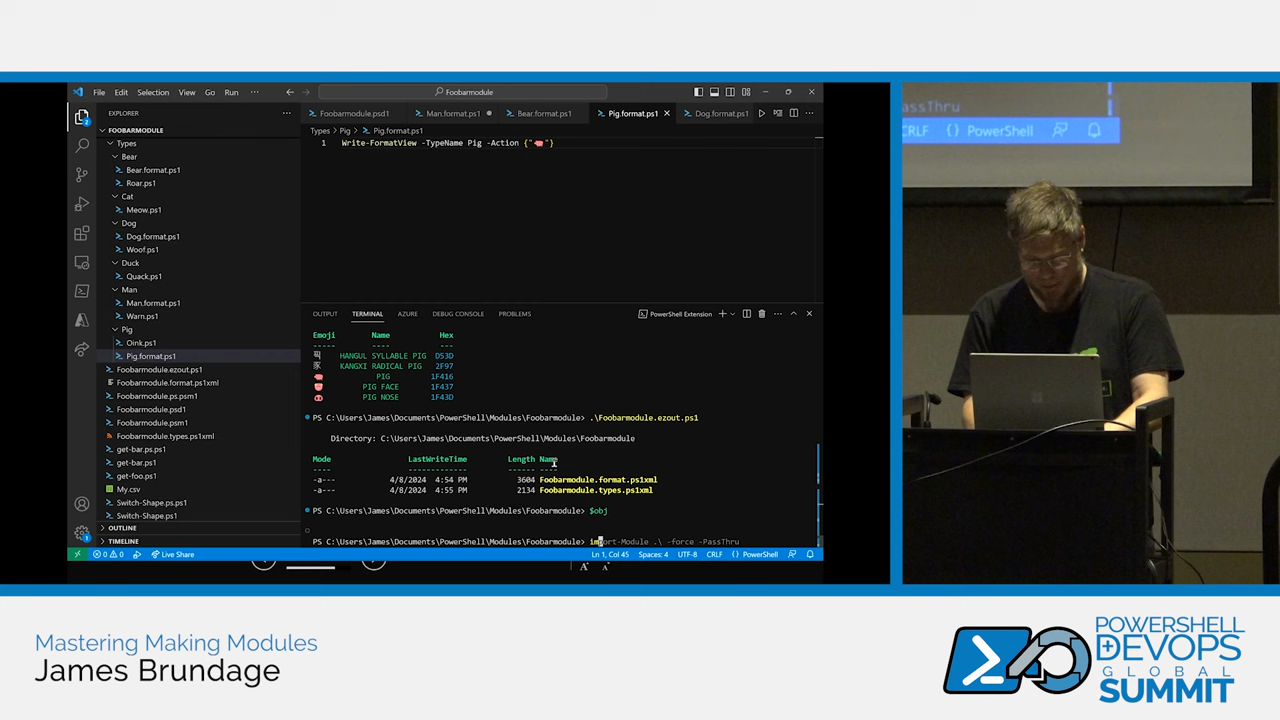 File Edit Selection View Go Run ··· Foobarmodule
EXPLORER
FOOBARMODULE
Types
Bear
Bear.format.ps1
Roar.ps1
Cat
Meow.ps1
Dog
Dog.format.ps1
Woof.ps1
Duck
Quack.ps1
Man
Man.format.ps1
Warn.ps1
Pig
Oink.ps1
Pig.format.ps1
Foobarmodule.ezout.ps1
Foobarmodule.format.ps1xml
Foobarmodule.ps.psm1
Foobarmodule.psd1
Foobarmodule.psm1
Foobarmodule.types.ps1xml
get-bar.ps.ps1
get-bar.ps1
get-foo.ps1
My.csv
Switch-Shape.ps.ps1
Switch-Shape.ps1
OUTLINE
TIMELINE
Foobarmodule.psd1 Man.format.ps1 Bear.format.ps1 Pig.format.ps1 Dog.format.ps1
Types > Pig > Pig.format.ps1
1 Write-FormatView -TypeName Pig -Action {"🐖"}
OUTPUT TERMINAL AZURE DEBUG CONSOLE PROBLEMS PowerShell Extension
Emoji Name Hex
----- ---- ---
픽 HANGUL SYLLABLE PIG D53D
⾗ KANGXI RADICAL PIG 2F97
🐖 PIG 1F416
🐷 PIG FACE 1F437
🐽 PIG NOSE 1F43D
PS C:\Users\James\Documents\PowerShell\Modules\Foobarmodule> .\Foobarmodule.ezout.ps1
Directory: C:\Users\James\Documents\PowerShell\Modules\Foobarmodule
Mode LastWriteTime Length Name
---- ------------- ------ ----
-a--- 4/8/2024 4:54 PM 3604 Foobarmodule.format.ps1xml
-a--- 4/8/2024 4:55 PM 2134 Foobarmodule.types.ps1xml
PS C:\Users\James\Documents\PowerShell\Modules\Foobarmodule> $obj
PS C:\Users\James\Documents\PowerShell\Modules\Foobarmodule> import-Module .\ -force -PassThru
0 0 Live Share Ln 1, Col 45 Spaces: 4 UTF-8 CRLF PowerShell
assThru
CRLF {} PowerShell
Mastering Making Modules
James Brundage
POWERSHELL
DEVOPS
GLOBAL
SUMMIT